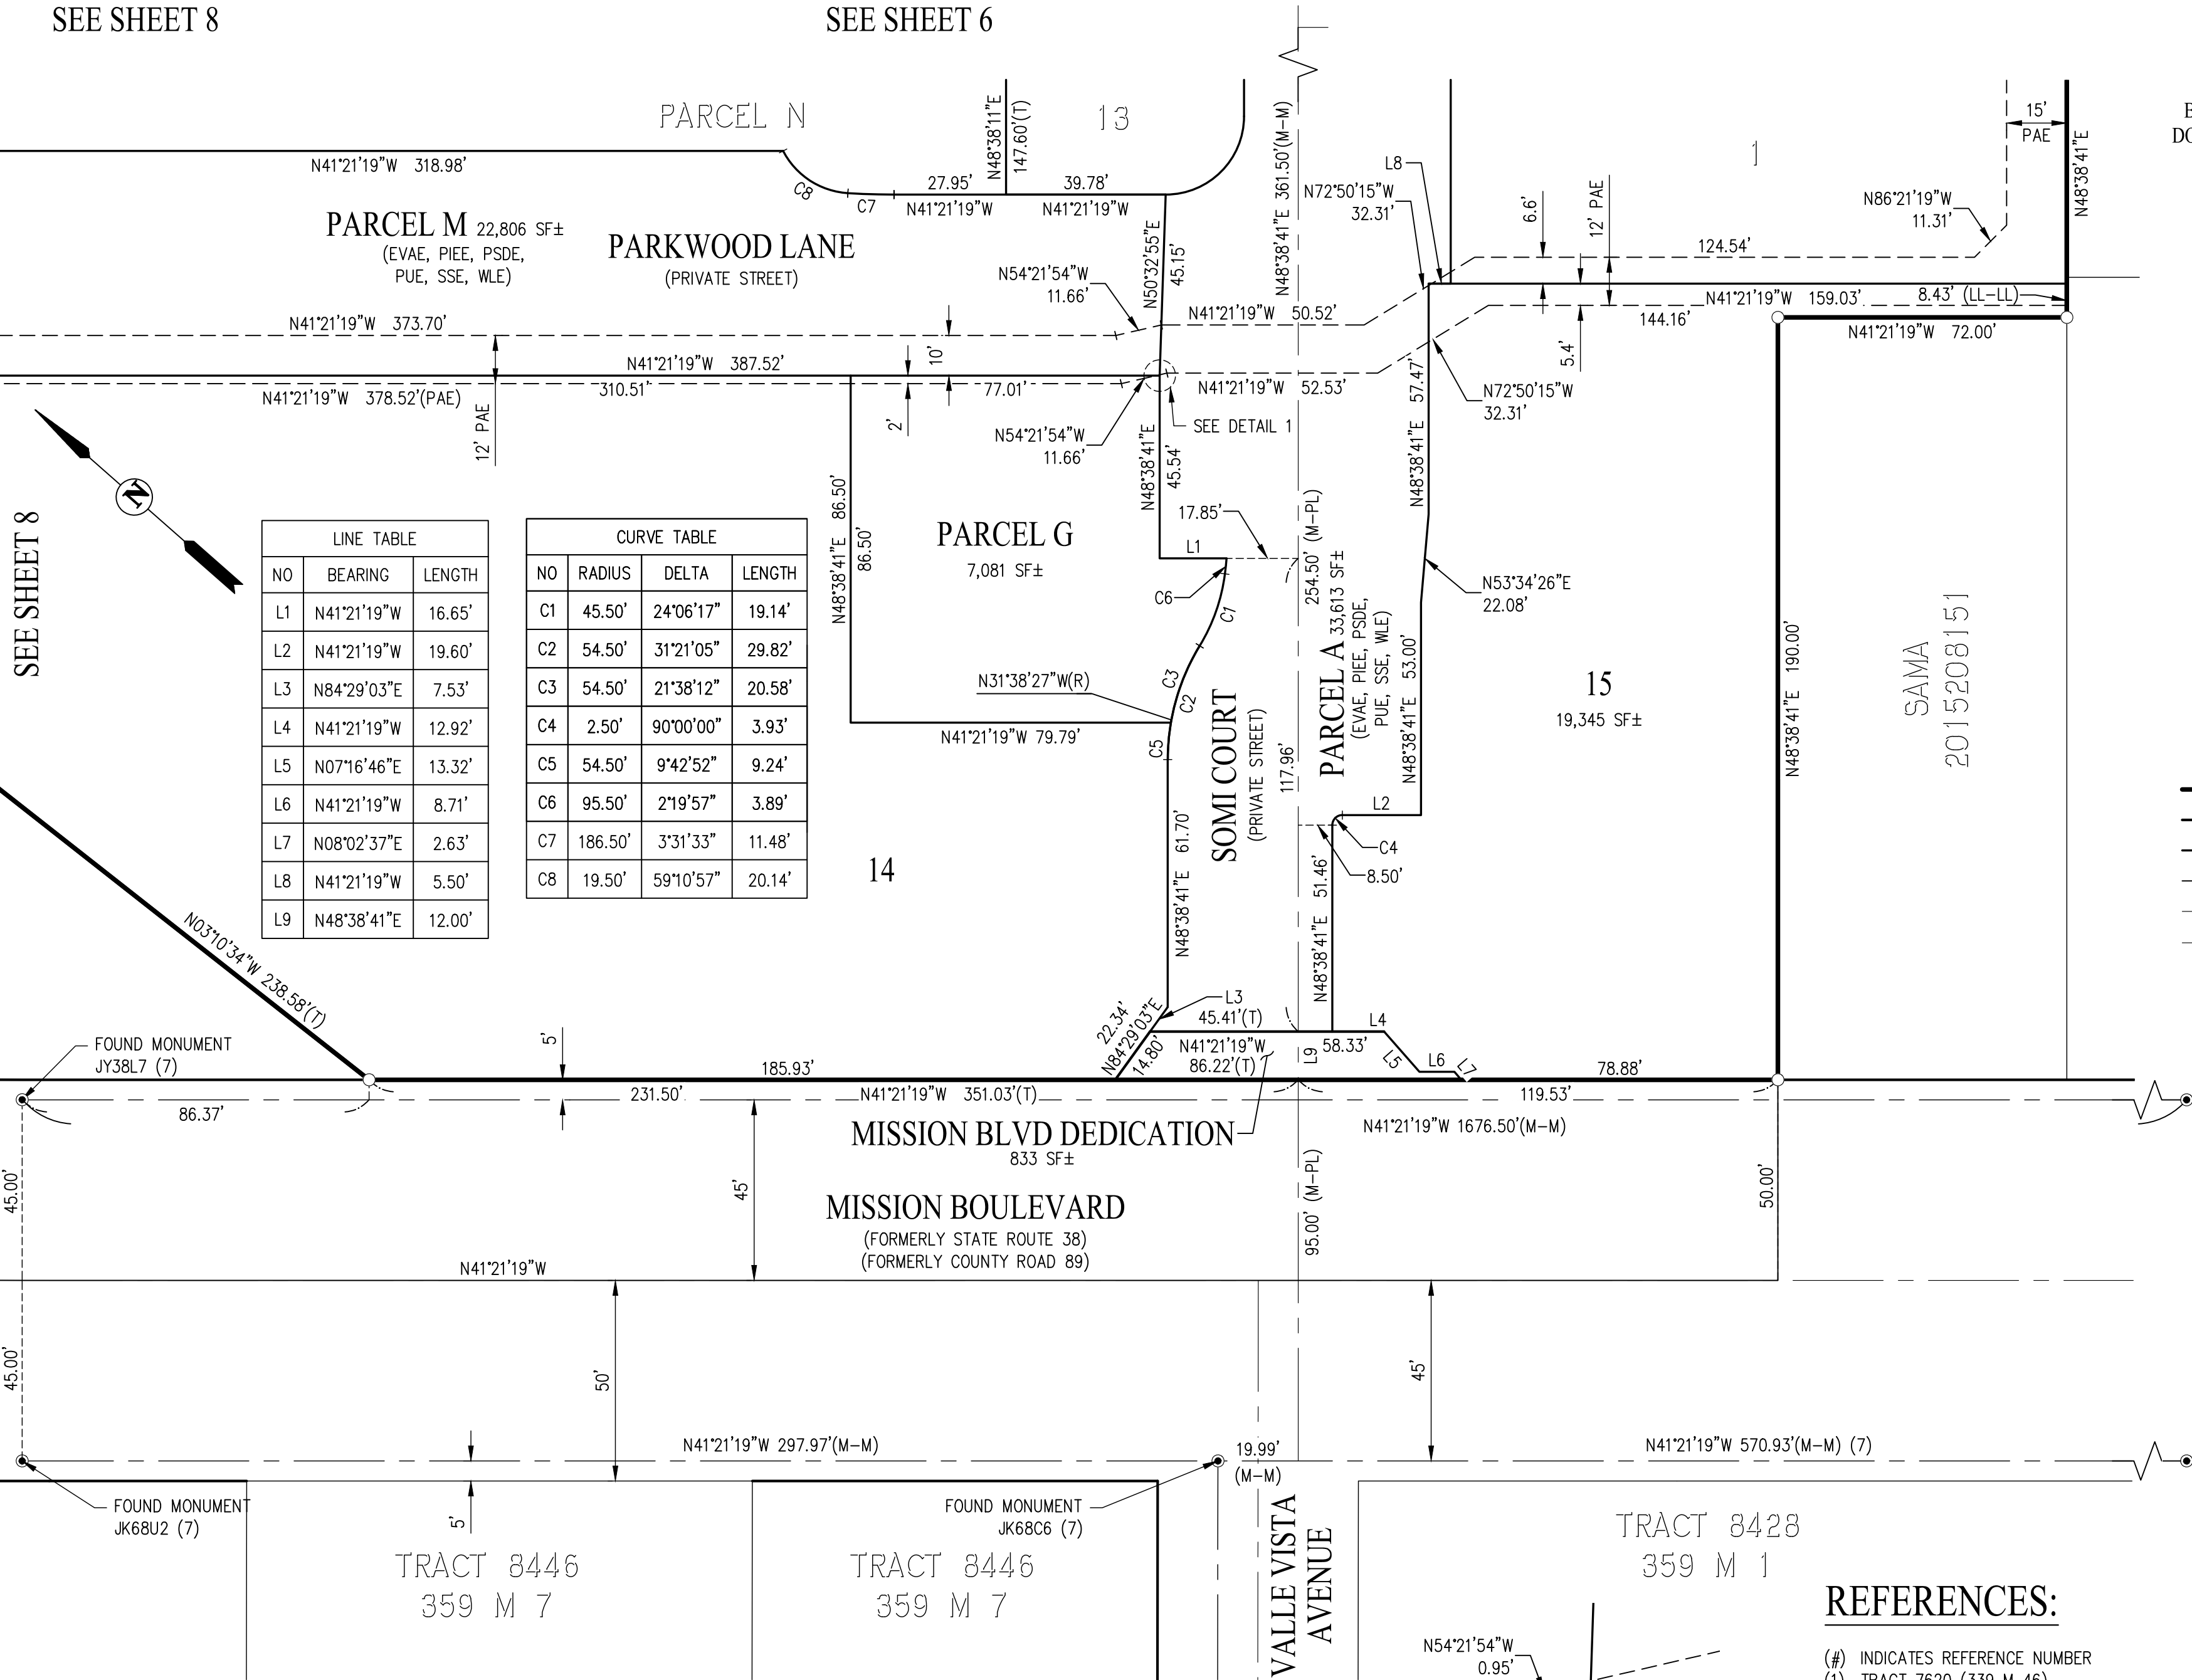 SEE SHEET 8
SEE SHEET 6
PARCEL N
13
1
N48°38'11"E
147.60'(T)
N48°38'41"E 361.50'(M-M)
15'
PAE
N48°38'41"E
N41°21'19"W 318.98'
C8
C7
27.95'
N41°21'19"W
39.78'
N41°21'19"W
L8
N72°50'15"W
32.31'
6.6'
12' PAE
N86°21'19"W
11.31'
124.54'
PARCEL M 22,806 SF±
(EVAE, PIEE, PSDE,
PUE, SSE, WLE)
PARKWOOD LANE
(PRIVATE STREET)
N50°32'55"E
45.15'
N54°21'54"W
11.66'
N41°21'19"W 50.52'
N41°21'19"W 159.03'
8.43' (LL-LL)
144.16'
N41°21'19"W 72.00'
N41°21'19"W 373.70'
10'
N41°21'19"W 387.52'
5.4'
N41°21'19"W 378.52'(PAE)
310.51'
77.01'
N41°21'19"W 52.53'
2'
12' PAE
N72°50'15"W
32.31'
SEE DETAIL 1
N54°21'54"W
11.66'
N48°38'41"E
45.54'
N48°38'41"E 57.47'
N
SEE SHEET 8
LINE TABLE
NO BEARING LENGTH
L1 N41°21'19"W 16.65'
L2 N41°21'19"W 19.60'
L3 N84°29'03"E 7.53'
L4 N41°21'19"W 12.92'
L5 N07°16'46"E 13.32'
L6 N41°21'19"W 8.71'
L7 N08°02'37"E 2.63'
L8 N41°21'19"W 5.50'
L9 N48°38'41"E 12.00'
CURVE TABLE
NO RADIUS DELTA LENGTH
C1 45.50' 24°06'17" 19.14'
C2 54.50' 31°21'05" 29.82'
C3 54.50' 21°38'12" 20.58'
C4 2.50' 90°00'00" 3.93'
C5 54.50' 9°42'52" 9.24'
C6 95.50' 2°19'57" 3.89'
C7 186.50' 3°31'33" 11.48'
C8 19.50' 59°10'57" 20.14'
N48°38'41"E 86.50'
86.50'
PARCEL G
7,081 SF±
17.85'
L1
C6
C1
C3
C2
C5
N31°38'27"W(R)
N41°21'19"W 79.79'
254.50' (M-PL)
PARCEL A 33,613 SF±
(EVAE, PIEE, PSDE,
PUE, SSE, WLE)
N53°34'26"E
22.08'
N48°38'41"E 53.00'
SOMI COURT
(PRIVATE STREET)
117.96'
15
19,345 SF±
N48°38'41"E 190.00'
SAMA
2015208151
L2
C4
8.50'
14
N48°38'41"E 61.70'
N48°38'41"E 51.46'
N03°10'34"W 238.58'(T)
FOUND MONUMENT
JY38L7 (7)
5'
22.34'
N84°29'03"E
14.80'
L3
45.41'(T)
N41°21'19"W
86.22'(T)
L9
58.33'
L4
L5
L6
L7
185.93'
78.88'
86.37'
231.50'
N41°21'19"W 351.03'(T)
119.53'
MISSION BLVD DEDICATION
833 SF±
N41°21'19"W 1676.50'(M-M)
45.00'
45'
95.00' (M-PL)
50.00'
MISSION BOULEVARD
(FORMERLY STATE ROUTE 38)
(FORMERLY COUNTY ROAD 89)
N41°21'19"W
45.00'
50'
45'
N41°21'19"W 297.97'(M-M)
19.99'
(M-M)
N41°21'19"W 570.93'(M-M) (7)
FOUND MONUMENT
JK68U2 (7)
5'
FOUND MONUMENT
JK68C6 (7)
TRACT 8446
359 M 7
TRACT 8446
359 M 7
VALLE VISTA
AVENUE
TRACT 8428
359 M 1
REFERENCES:
(#) INDICATES REFERENCE NUMBER
(1) TRACT 7620 (339 M 46)
N54°21'54"W
0.95'